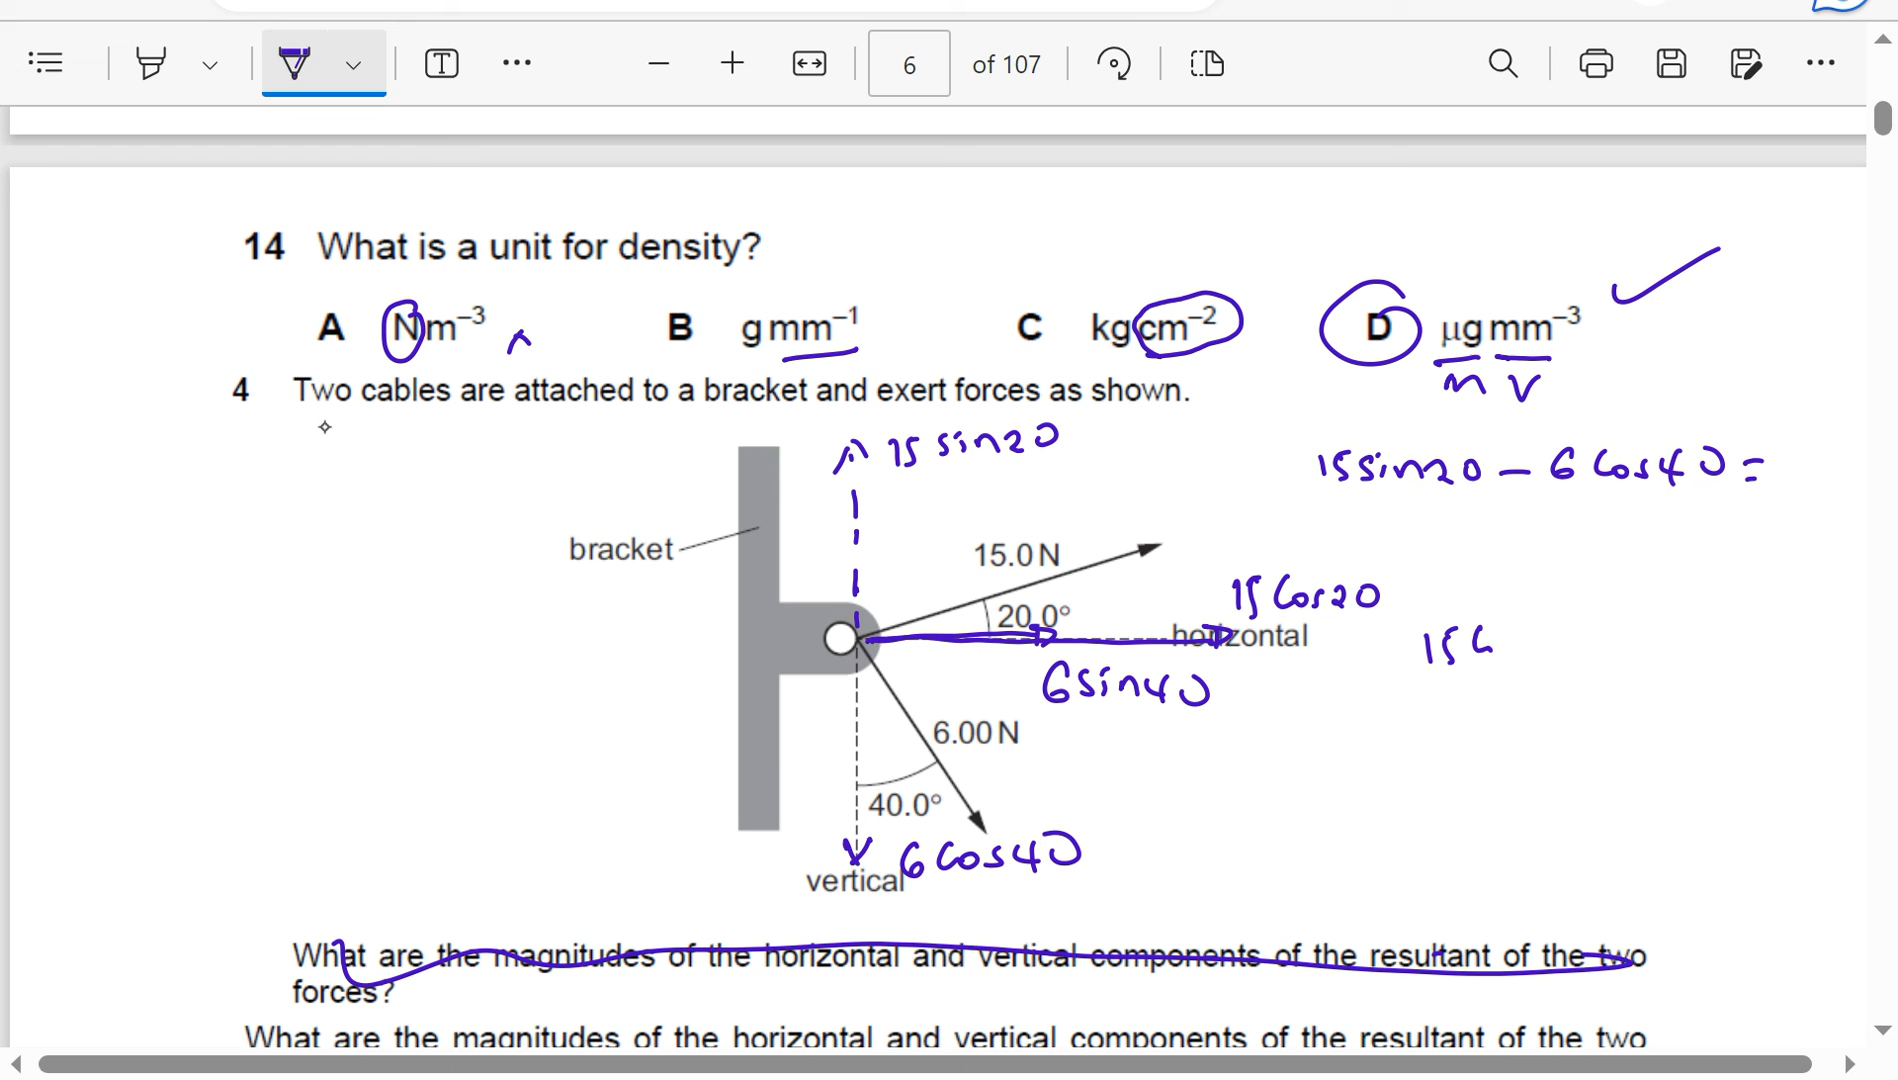 6 of 107
14 What is a unit for density?
A Nm⁻³ B g mm⁻¹ C kg cm⁻² D μg mm⁻³
m v
4 Two cables are attached to a bracket and exert forces as shown.
15 sin20
15sin20 – 6 cos40 =
bracket
15.0 N
15 cos20
20.0°
horizontal
15
6sin40
6.00 N
40.0°
6 cos40
vertical
What are the magnitudes of the horizontal and vertical components of the resultant of the two
forces?
What are the magnitudes of the horizontal and vertical components of the resultant of the two